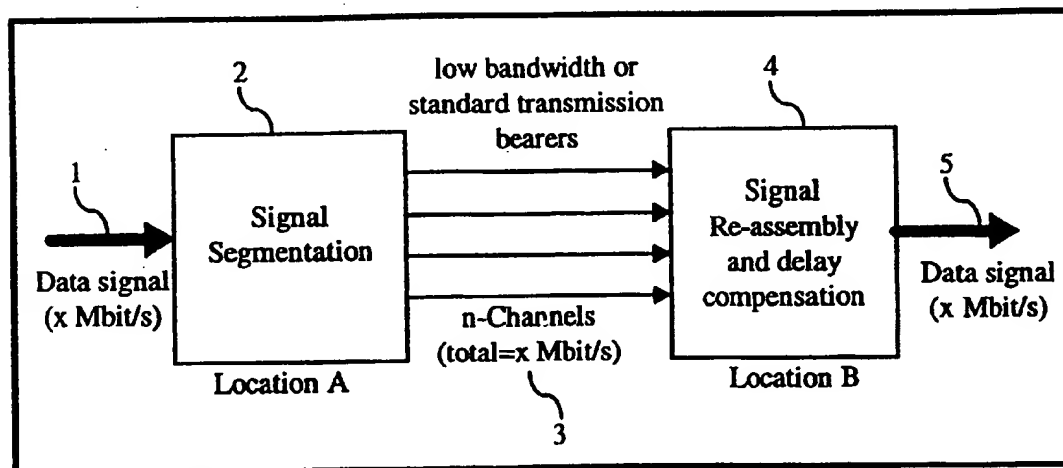 1
Data signal
(x Mbit/s)
2
Signal
Segmentation
Location A
low bandwidth or
standard transmission
bearers
n-Channels
(total=x Mbit/s)
3
4
Signal
Re-assembly
and delay
compensation
Location B
5
Data signal
(x Mbit/s)